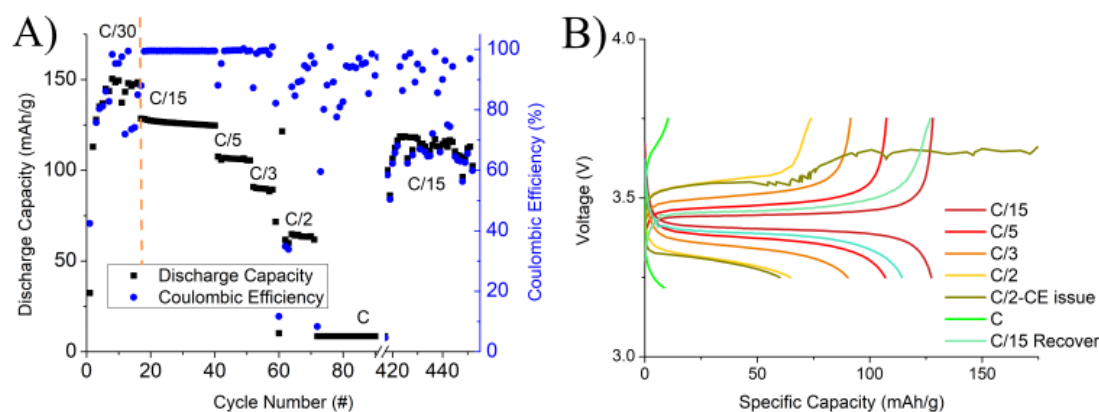 A)
Discharge Capacity (mAh/g)
150
100
50
0
C/30
C/15
C/5
C/3
C/2
C
C/15
Discharge Capacity
Coulombic Efficiency
100
80
60
40
20
0
Coulombic Efficiency (%)
0 20 40 60 80 420 440
Cycle Number (#)
B)
Voltage (V)
4.0
3.5
3.0
C/15
C/5
C/3
C/2
C/2-CE issue
C
C/15 Recover
0 50 100 150
Specific Capacity (mAh/g)